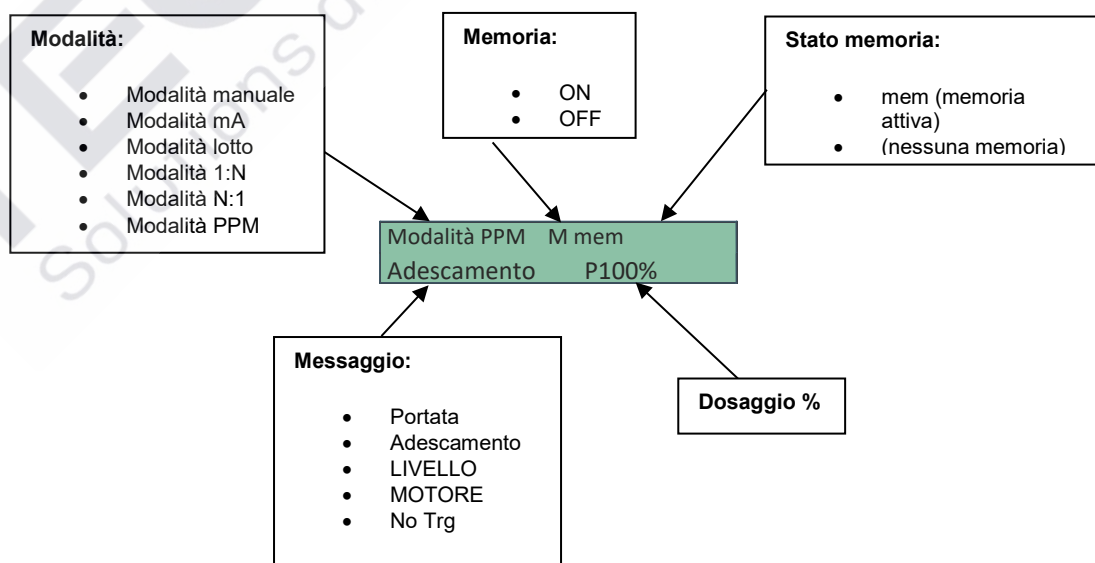 Modalità:
• Modalità manuale
• Modalità mA
• Modalità lotto
• Modalità 1:N
• Modalità N:1
• Modalità PPM
Memoria:
• ON
• OFF
Stato memoria:
• mem (memoria
attiva)
• (nessuna memoria)
Modalità PPM M mem
Adescamento P100%
Messaggio:
• Portata
• Adescamento
• LIVELLO
• MOTORE
• No Trg
Dosaggio %
Solutions d